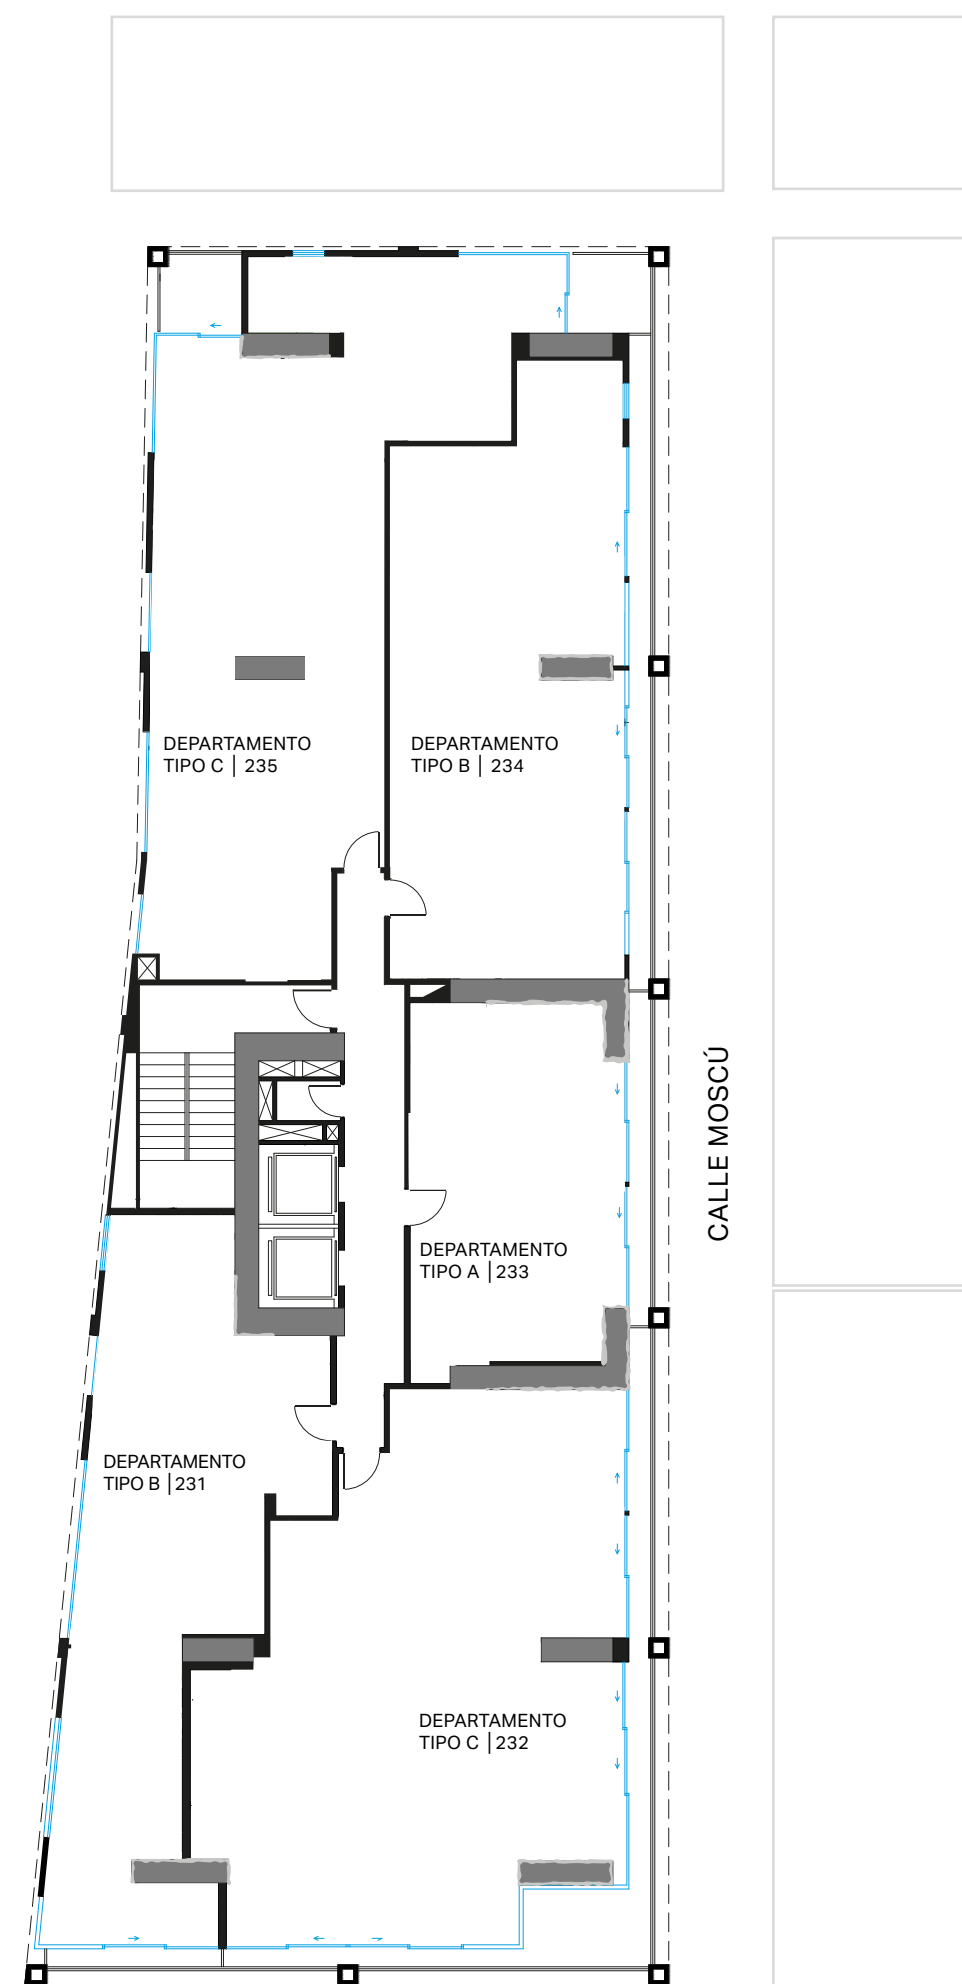 DEPARTAMENTO
TIPO C | 235
DEPARTAMENTO
TIPO B | 234
CALLE MOSCÚ
DEPARTAMENTO
TIPO A | 233
DEPARTAMENTO
TIPO B | 231
DEPARTAMENTO
TIPO C | 232